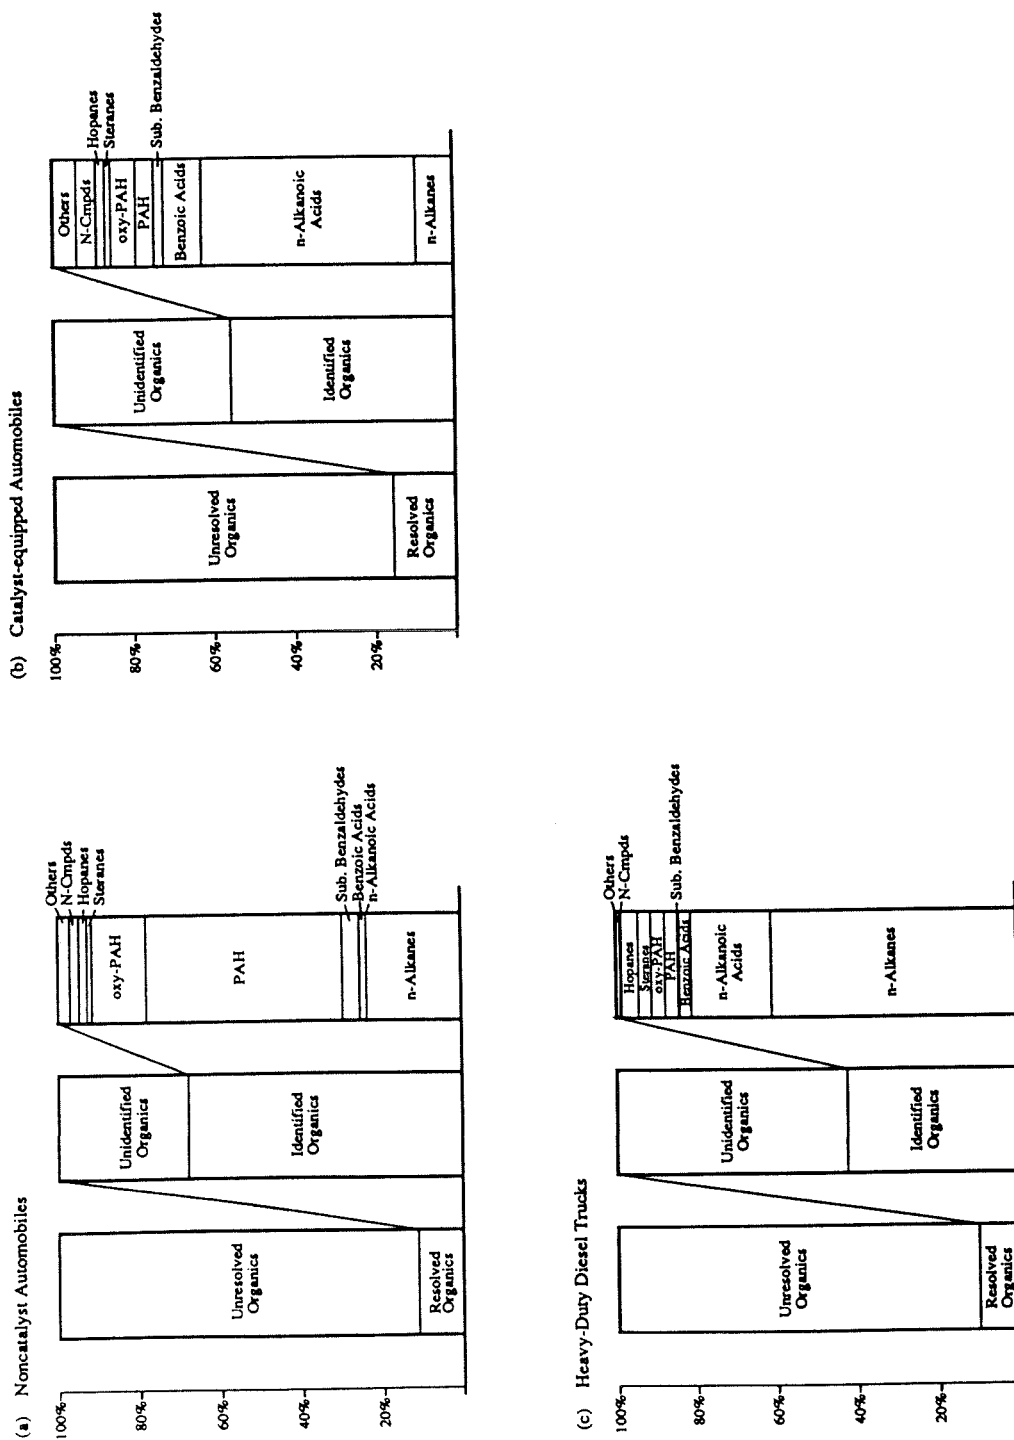 (a) Noncatalyst Automobiles
100%
80%
60%
40%
20%
Unresolved
Organics
Resolved
Organics
Unidentified
Organics
Identified
Organics
Others
N-Cmpds
Hopanes
Steranes
oxy-PAH
PAH
Sub. Benzaldehydes
Benzoic Acids
n-Alkanoic Acids
n-Alkanes
(b) Catalyst-equipped Automobiles
100%
80%
60%
40%
20%
Unresolved
Organics
Resolved
Organics
Unidentified
Organics
Identified
Organics
Others
N-Cmpds
Hopanes
Steranes
oxy-PAH
PAH
Sub. Benzaldehydes
Benzoic Acids
n-Alkanoic
Acids
n-Alkanes
(c) Heavy-Duty Diesel Trucks
100%
80%
60%
40%
20%
Unresolved
Organics
Resolved
Organics
Unidentified
Organics
Identified
Organics
Others
N-Cmpds
Hopanes
Steranes
oxy-PAH
PAH
Sub. Benzaldehydes
Benzoic Acids
n-Alkanoic
Acids
n-Alkanes